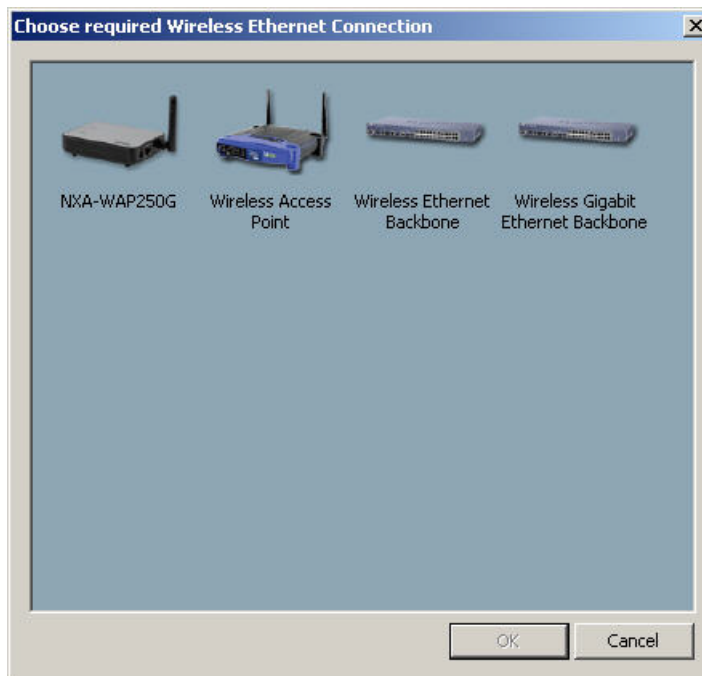 Choose required Wireless Ethernet Connection
NXA-WAP250G
Wireless Access
Point
Wireless Ethernet
Backbone
Wireless Gigabit
Ethernet Backbone
OK
Cancel